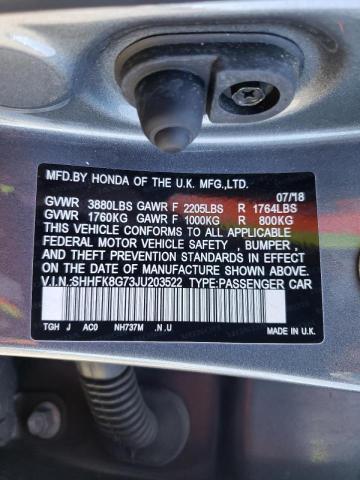 MFD.BY HONDA OF THE U.K. MFG.,LTD.
07/18
GVWR 3880LBS GAWR F 2205LBS R 1764LBS
GVWR 1760KG GAWR F 1000KG R 800KG
THIS VEHICLE CONFORMS TO ALL APPLICABLE
FEDERAL MOTOR VEHICLE SAFETY , BUMPER ,
AND THEFT PREVENTION STANDARDS IN
EFFECT ON THE DATE OF MANUFACTURE SHOWN ABOVE.
V.I.N.:SHHFK8G73JU203522 TYPE:PASSENGER CAR
TGH J AC0 NH737M .N.U MADE IN U.K.